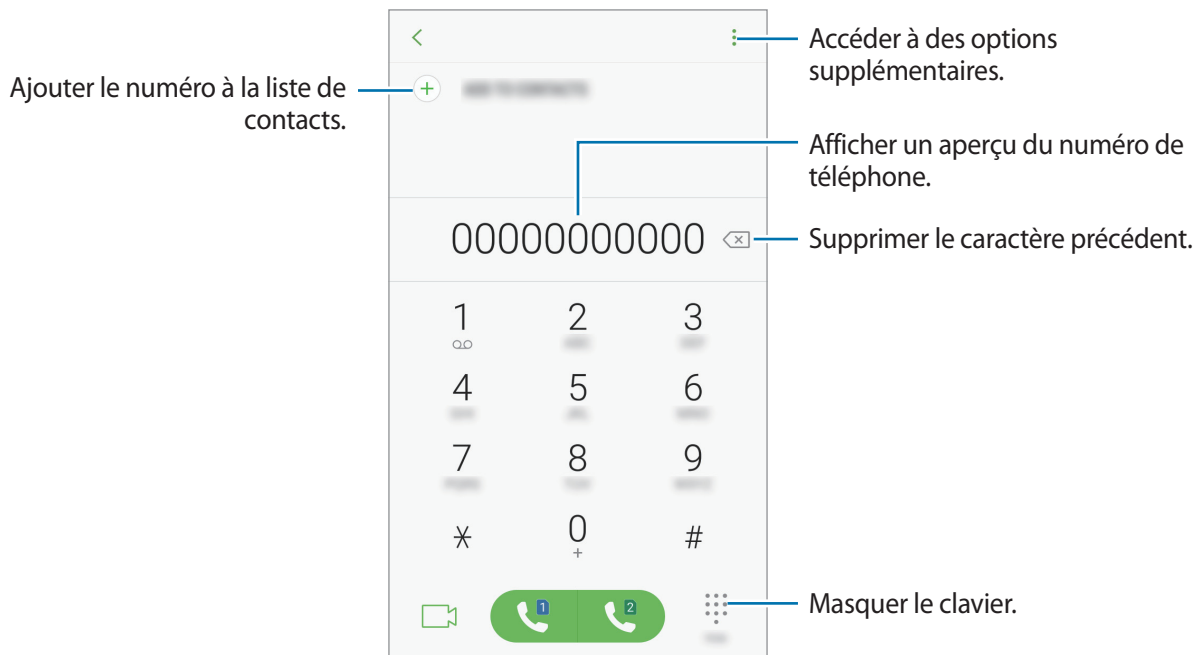 Accéder à des options
supplémentaires.
Ajouter le numéro à la liste de
contacts.
Afficher un aperçu du numéro de
téléphone.
00000000000
Supprimer le caractère précédent.
1 2 3
4 5 6
7 8 9
* 0 #
+
1 2
Masquer le clavier.